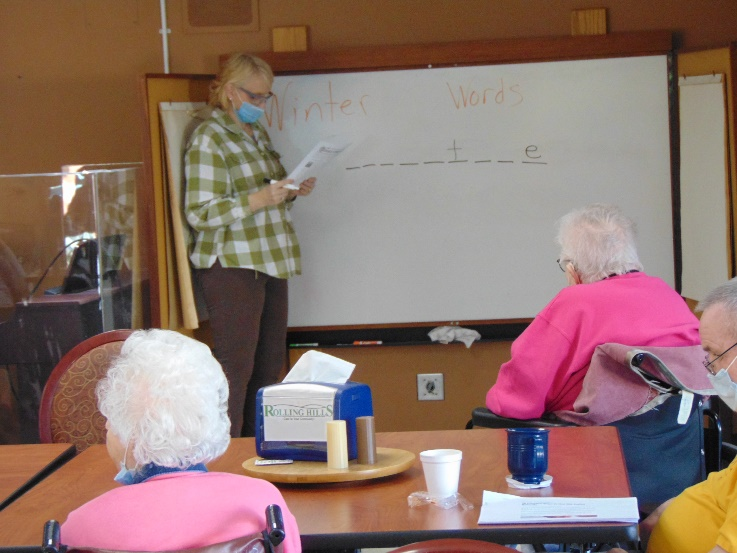 Winter Words
_ _ _ _ _ t _ _ e
ROLLING HILLS